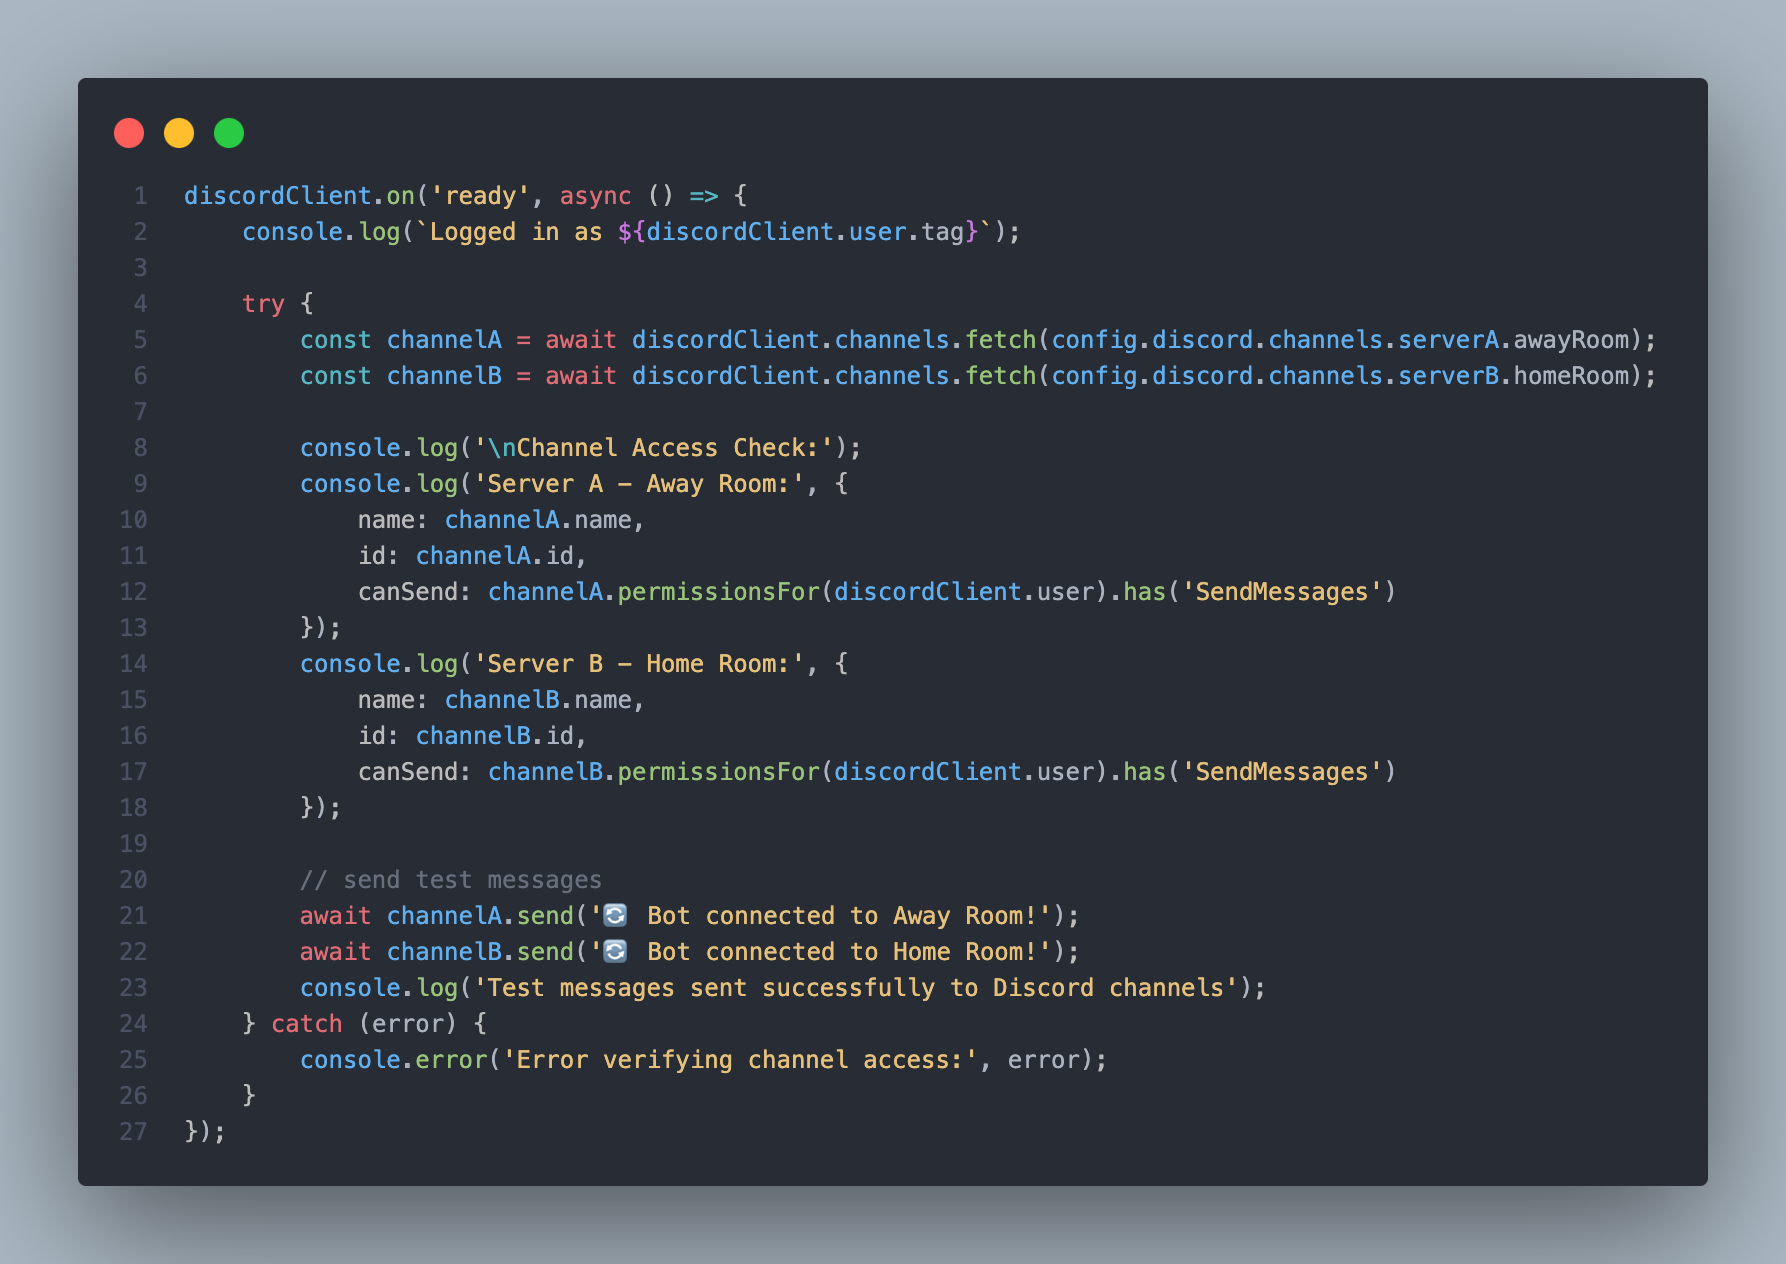 1 discordClient.on('ready', async () => {
2     console.log(`Logged in as ${discordClient.user.tag}`);
3
4     try {
5         const channelA = await discordClient.channels.fetch(config.discord.channels.serverA.awayRoom);
6         const channelB = await discordClient.channels.fetch(config.discord.channels.serverB.homeRoom);
7
8         console.log('\nChannel Access Check:');
9         console.log('Server A – Away Room:', {
10             name: channelA.name,
11             id: channelA.id,
12             canSend: channelA.permissionsFor(discordClient.user).has('SendMessages')
13         });
14         console.log('Server B – Home Room:', {
15             name: channelB.name,
16             id: channelB.id,
17             canSend: channelB.permissionsFor(discordClient.user).has('SendMessages')
18         });
19
20         // send test messages
21         await channelA.send('🔄 Bot connected to Away Room!');
22         await channelB.send('🔄 Bot connected to Home Room!');
23         console.log('Test messages sent successfully to Discord channels');
24     } catch (error) {
25         console.error('Error verifying channel access:', error);
26     }
27 });